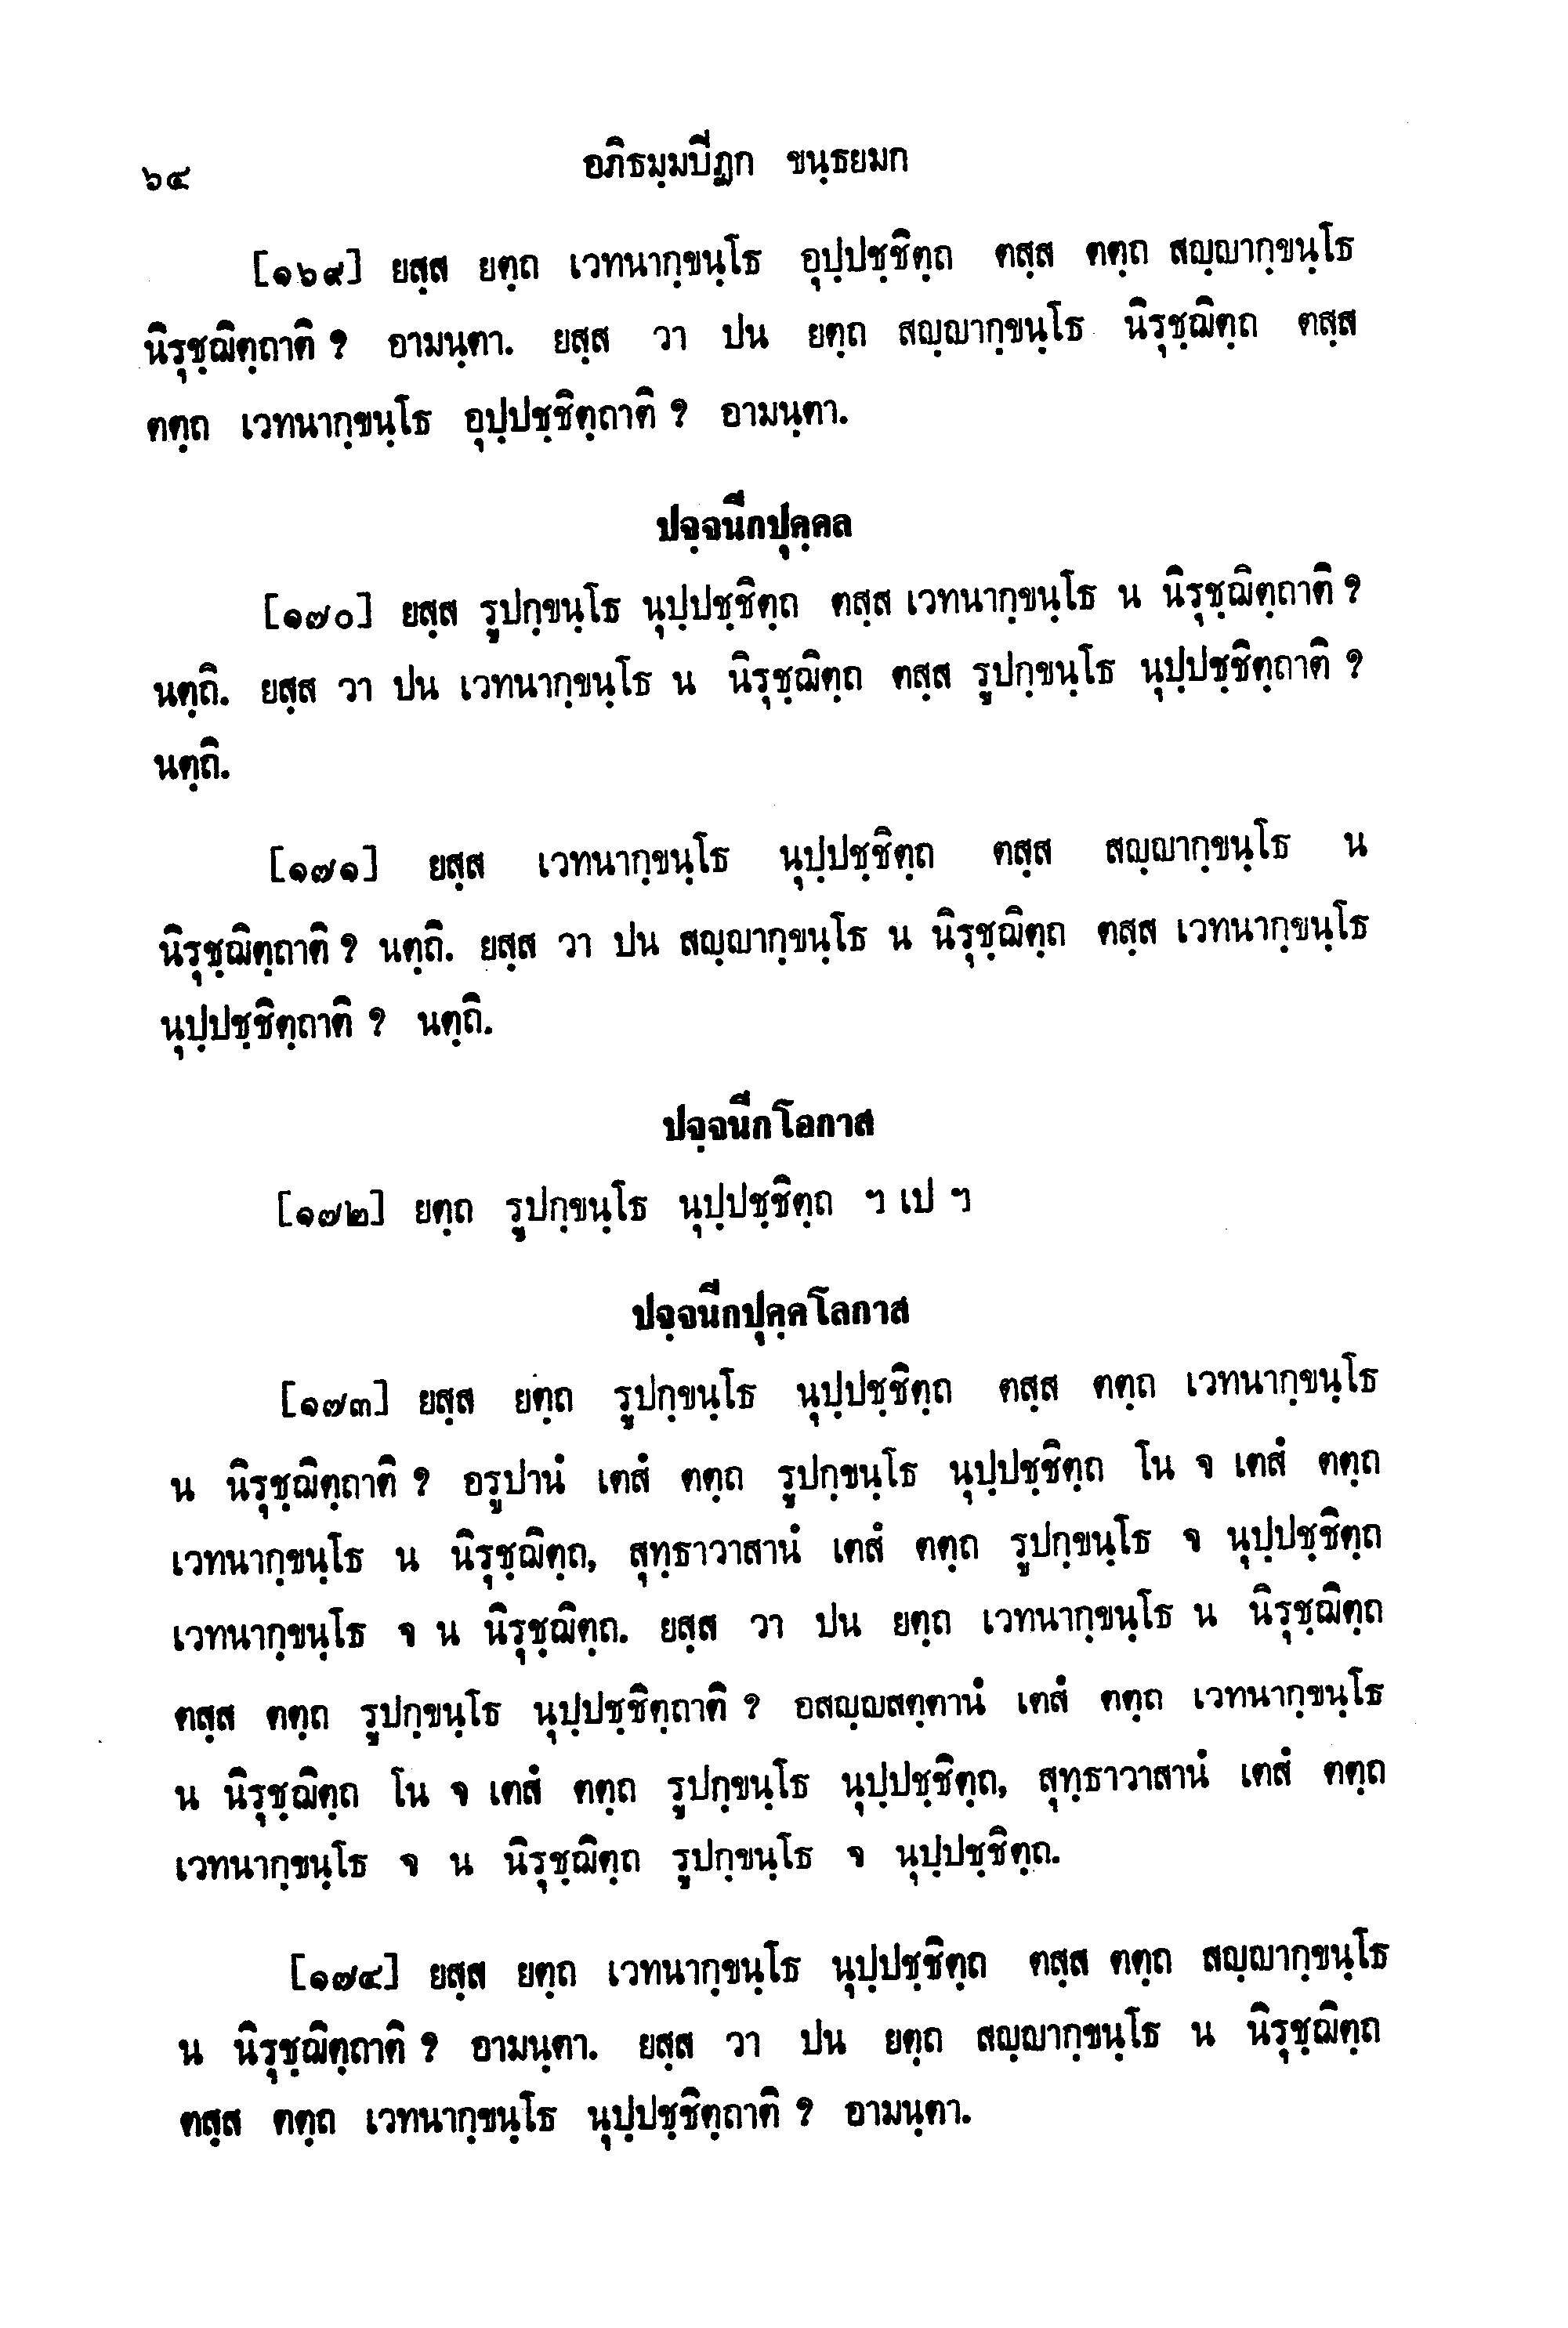 ๖๔
อภิธมฺมปีฏก ขนฺธยมก
[๑๖๙] ยสฺส ยตฺถ เวทนากฺขนฺโธ อุปฺปชฺชิตฺถ ตสฺส ตตฺถ สญฺญากฺขนฺโธ
นิรุชฺฌิตฺถาติ ? อามนฺตา. ยสฺส วา ปน ยตฺถ สญฺญากฺขนฺโธ นิรุชฺฌิตฺถ ตสฺส
ตตฺถ เวทนากฺขนฺโธ อุปฺปชฺชิตฺถาติ ? อามนฺตา.
ปจฺจนีกปุคฺคล
[๑๗๐] ยสฺส รูปกฺขนฺโธ นุปฺปชฺชิตฺถ ตสฺส เวทนากฺขนฺโธ น นิรุชฺฌิตฺถาติ ?
นตฺถิ. ยสฺส วา ปน เวทนากฺขนฺโธ น นิรุชฺฌิตฺถ ตสฺส รูปกฺขนฺโธ นุปฺปชฺชิตฺถาติ ?
นตฺถิ.
[๑๗๑] ยสฺส เวทนากฺขนฺโธ นุปฺปชฺชิตฺถ ตสฺส สญฺญากฺขนฺโธ น
นิรุชฺฌิตฺถาติ ? นตฺถิ. ยสฺส วา ปน สญฺญากฺขนฺโธ น นิรุชฺฌิตฺถ ตสฺส เวทนากฺขนฺโธ
นุปฺปชฺชิตฺถาติ ? นตฺถิ.
ปจฺจนีกโอกาส
[๑๗๒] ยตฺถ รูปกฺขนฺโธ นุปฺปชฺชิตฺถ ฯ เป ฯ
ปจฺจนีกปุคฺคโลกาส
[๑๗๓] ยสฺส ยตฺถ รูปกฺขนฺโธ นุปฺปชฺชิตฺถ ตสฺส ตตฺถ เวทนากฺขนฺโธ
น นิรุชฺฌิตฺถาติ ? อรูปานํ เตสํ ตตฺถ รูปกฺขนฺโธ นุปฺปชฺชิตฺถ โน จ เตสํ ตตฺถ
เวทนากฺขนฺโธ น นิรุชฺฌิตฺถ, สุทฺธาวาสานํ เตสํ ตตฺถ รูปกฺขนฺโธ จ นุปฺปชฺชิตฺถ
เวทนากฺขนฺโธ จ น นิรุชฺฌิตฺถ. ยสฺส วา ปน ยตฺถ เวทนากฺขนฺโธ น นิรุชฺฌิตฺถ
ตสฺส ตตฺถ รูปกฺขนฺโธ นุปฺปชฺชิตฺถาติ ? อสญฺญสตฺตานํ เตสํ ตตฺถ เวทนากฺขนฺโธ
น นิรุชฺฌิตฺถ โน จ เตสํ ตตฺถ รูปกฺขนฺโธ นุปฺปชฺชิตฺถ, สุทฺธาวาสานํ เตสํ ตตฺถ
เวทนากฺขนฺโธ จ น นิรุชฺฌิตฺถ รูปกฺขนฺโธ จ นุปฺปชฺชิตฺถ.
[๑๗๔] ยสฺส ยตฺถ เวทนากฺขนฺโธ นุปฺปชฺชิตฺถ ตสฺส ตตฺถ สญฺญากฺขนฺโธ
น นิรุชฺฌิตฺถาติ ? อามนฺตา. ยสฺส วา ปน ยตฺถ สญฺญากฺขนฺโธ น นิรุชฺฌิตฺถ
ตสฺส ตตฺถ เวทนากฺขนฺโธ นุปฺปชฺชิตฺถาติ ? อามนฺตา.